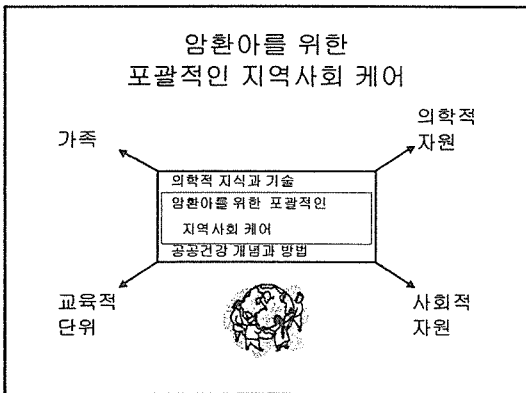 암환아를 위한
포괄적인 지역사회 케어
가족
의학적
자원
의학적 지식과 기술
암환아를 위한 포괄적인
지역사회 케어
공공건강 개념과 방법
교육적
단위
사회적
자원